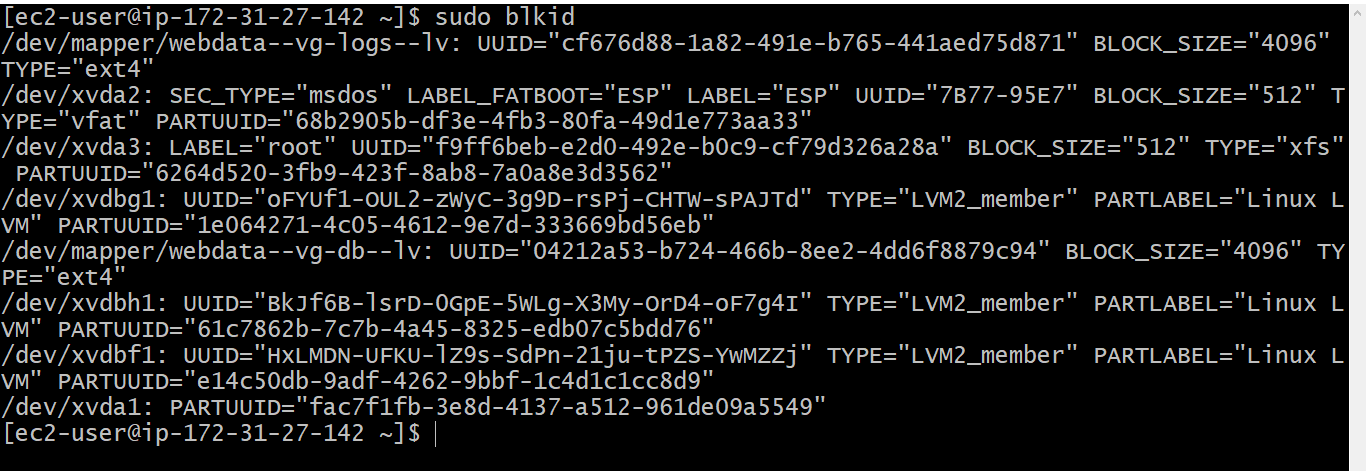 [ec2-user@ip-172-31-27-142 ~]$ sudo blkid
/dev/mapper/webdata--vg-logs--lv: UUID="cf676d88-1a82-491e-b765-441aed75d871" BLOCK_SIZE="4096"
TYPE="ext4"
/dev/xvda2: SEC_TYPE="msdos" LABEL_FATBOOT="ESP" LABEL="ESP" UUID="7B77-95E7" BLOCK_SIZE="512" T
YPE="vfat" PARTUUID="68b2905b-df3e-4fb3-80fa-49d1e773aa33"
/dev/xvda3: LABEL="root" UUID="f9ff6beb-e2d0-492e-b0c9-cf79d326a28a" BLOCK_SIZE="512" TYPE="xfs"
 PARTUUID="6264d520-3fb9-423f-8ab8-7a0a8e3d3562"
/dev/xvdbg1: UUID="oFYUf1-OUL2-zWyC-3g9D-rsPj-CHTW-sPAJTd" TYPE="LVM2_member" PARTLABEL="Linux L
VM" PARTUUID="1e064271-4c05-4612-9e7d-333669bd56eb"
/dev/mapper/webdata--vg-db--lv: UUID="04212a53-b724-466b-8ee2-4dd6f8879c94" BLOCK_SIZE="4096" TY
PE="ext4"
/dev/xvdbh1: UUID="BkJf6B-lsrD-0GpE-5WLg-X3My-OrD4-oF7g4I" TYPE="LVM2_member" PARTLABEL="Linux L
VM" PARTUUID="61c7862b-7c7b-4a45-8325-edb07c5bdd76"
/dev/xvdbf1: UUID="HxLMDN-UFKU-lZ9s-SdPn-21ju-tPZS-YwMZZj" TYPE="LVM2_member" PARTLABEL="Linux L
VM" PARTUUID="e14c50db-9adf-4262-9bbf-1c4d1c1cc8d9"
/dev/xvda1: PARTUUID="fac7f1fb-3e8d-4137-a512-961de09a5549"
[ec2-user@ip-172-31-27-142 ~]$